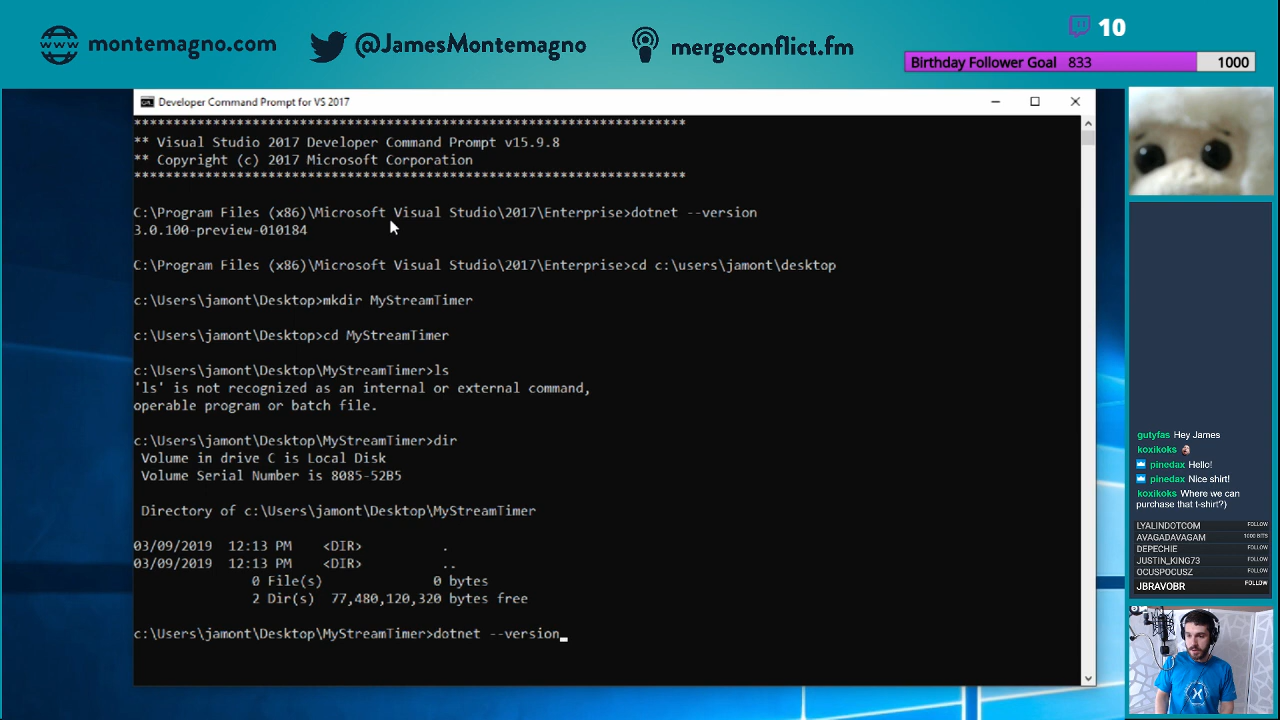 montemagno.com
@JamesMontemagno
mergeconflict.fm
10
Birthday Follower Goal 833 1000
Developer Command Prompt for VS 2017
**********************************************************************
** Visual Studio 2017 Developer Command Prompt v15.9.8
** Copyright (c) 2017 Microsoft Corporation
**********************************************************************
C:\Program Files (x86)\Microsoft Visual Studio\2017\Enterprise>dotnet --version
3.0.100-preview-010184
C:\Program Files (x86)\Microsoft Visual Studio\2017\Enterprise>cd c:\users\jamont\desktop
c:\Users\jamont\Desktop>mkdir MyStreamTimer
c:\Users\jamont\Desktop>cd MyStreamTimer
c:\Users\jamont\Desktop\MyStreamTimer>ls
'ls' is not recognized as an internal or external command,
operable program or batch file.
c:\Users\jamont\Desktop\MyStreamTimer>dir
Volume in drive C is Local Disk
Volume Serial Number is 8085-52B5
Directory of c:\Users\jamont\Desktop\MyStreamTimer
03/09/2019 12:13 PM <DIR> .
03/09/2019 12:13 PM <DIR> ..
0 File(s) 0 bytes
2 Dir(s) 77,480,120,320 bytes free
c:\Users\jamont\Desktop\MyStreamTimer>dotnet --version_
gutyfas Hey James
koxikoks
pinedax Hello!
pinedax Nice shirt!
koxikoks Where we can
purchase that t-shirt?)
LYALINDOTCOM FOLLOW
AVAGADAVAGAM 1000 BITS
DEPECHIE FOLLOW
JUSTIN_KING73 FOLLOW
OCUSPOCUSZ FOLLOW
JBRAVOBR FOLLOW